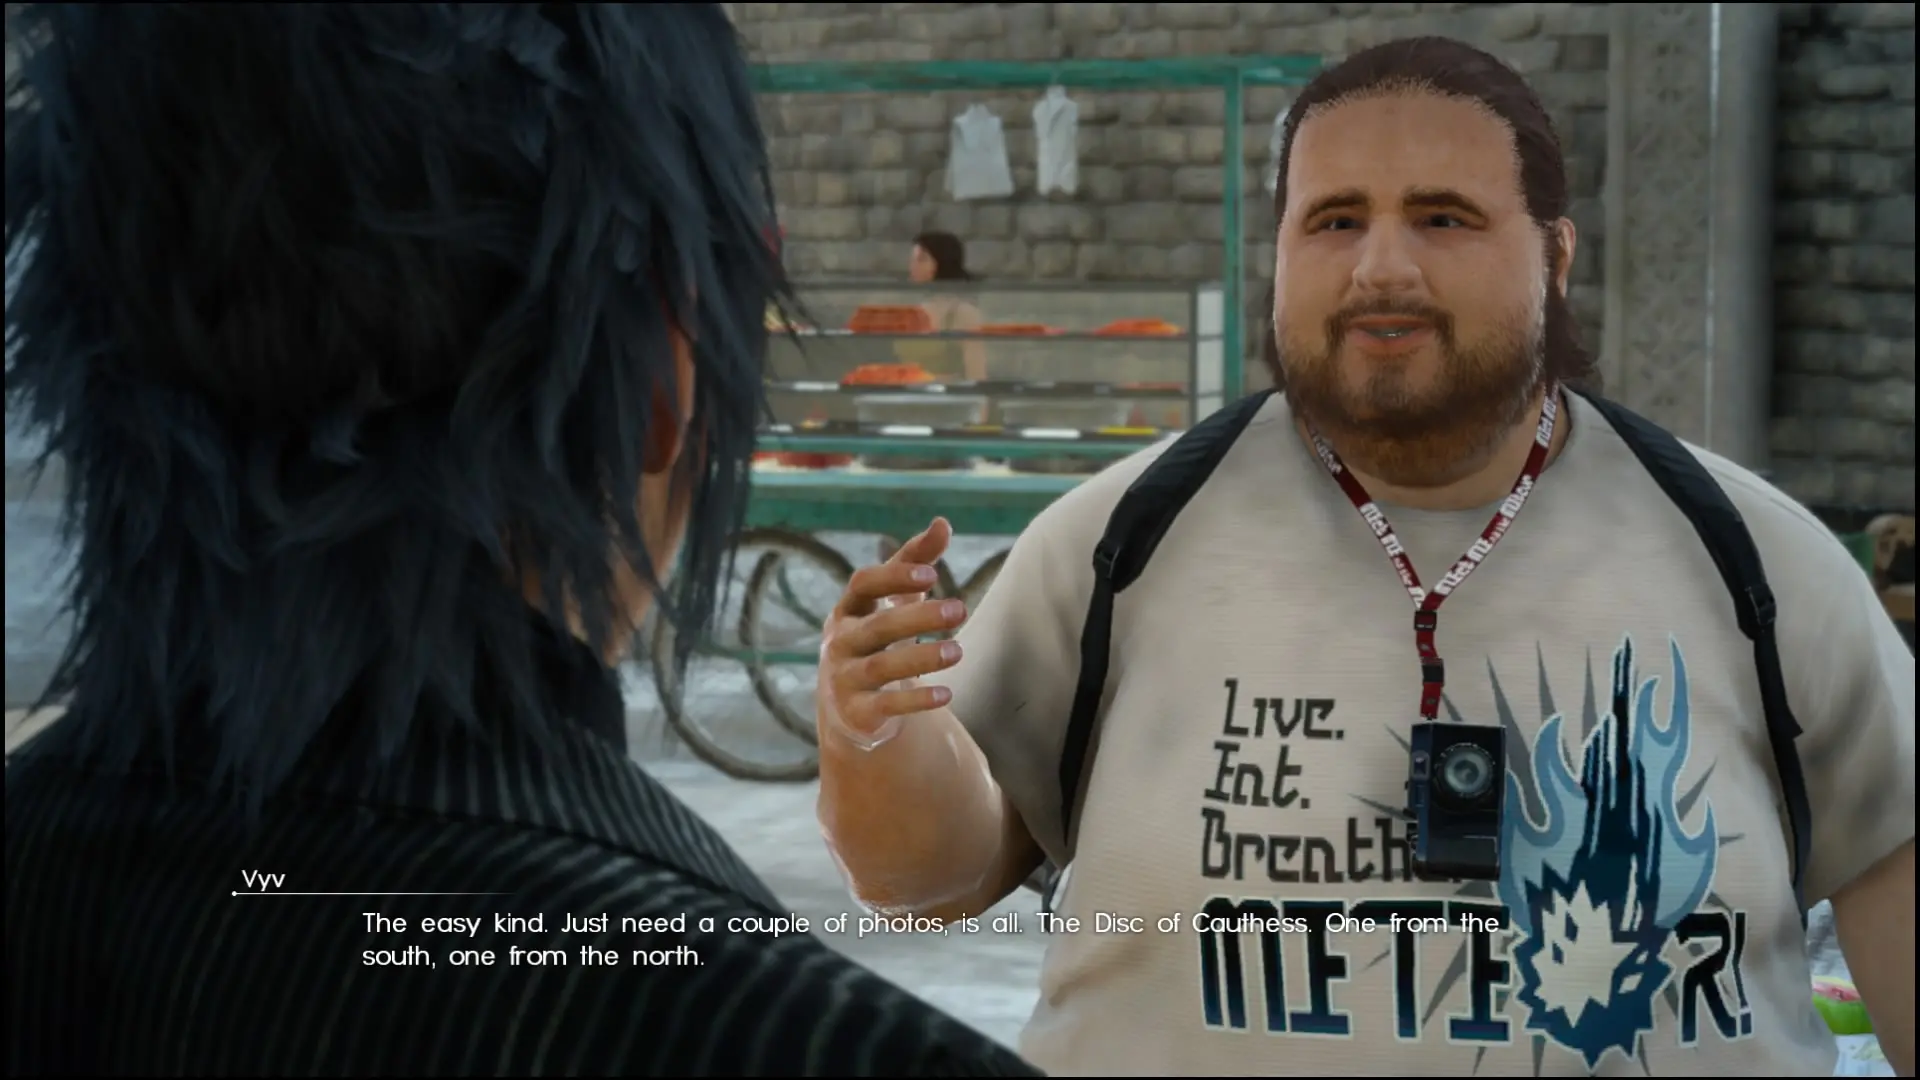 Live.
Eat.
Breathe
METEOR!
Vyv
The easy kind. Just need a couple of photos, is all. The Disc of Cauthess. One from the
south, one from the north.